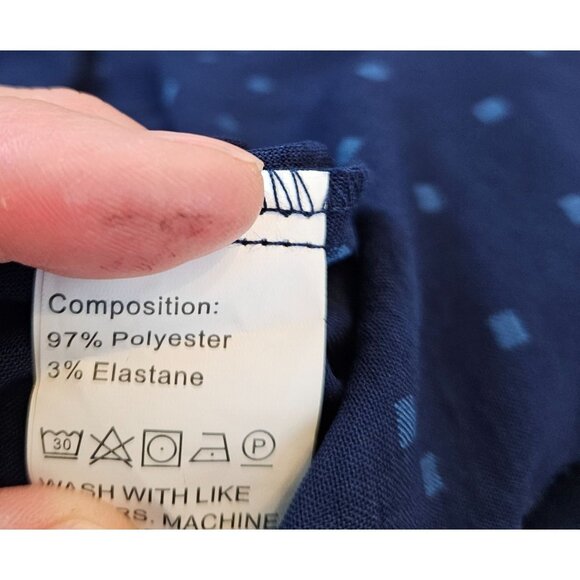 Composition:
97% Polyester
3% Elastane
30 P
WASH WITH LIKE
MACHINE